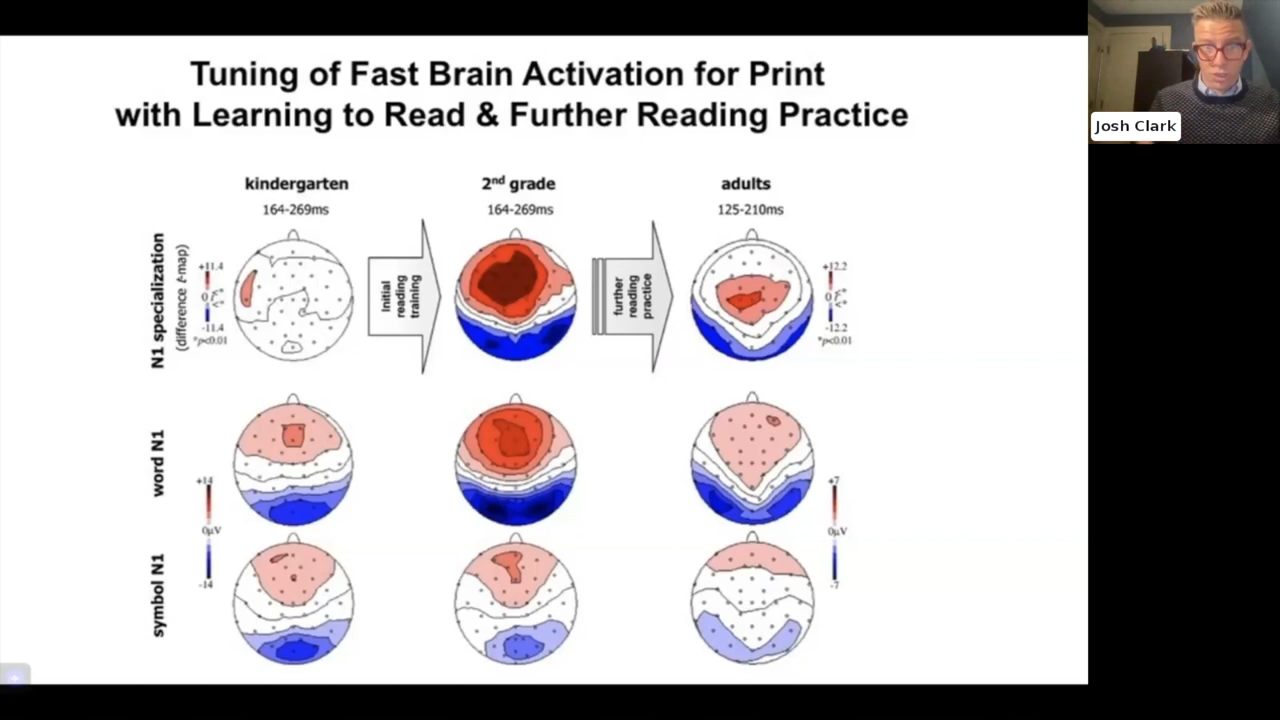 Tuning of Fast Brain Activation for Print
with Learning to Read & Further Reading Practice
Josh Clark
kindergarten
2nd grade
adults
164-269ms
164-269ms
125-210ms
N1 specialization
(difference t-map)
+11.4
0
-11.4
*p<0.01
Initial
reading
training
further
reading
practice
+12.2
0
-12.2
*p<0.01
word N1
+14
0µV
-14
+7
0µV
-7
symbol N1